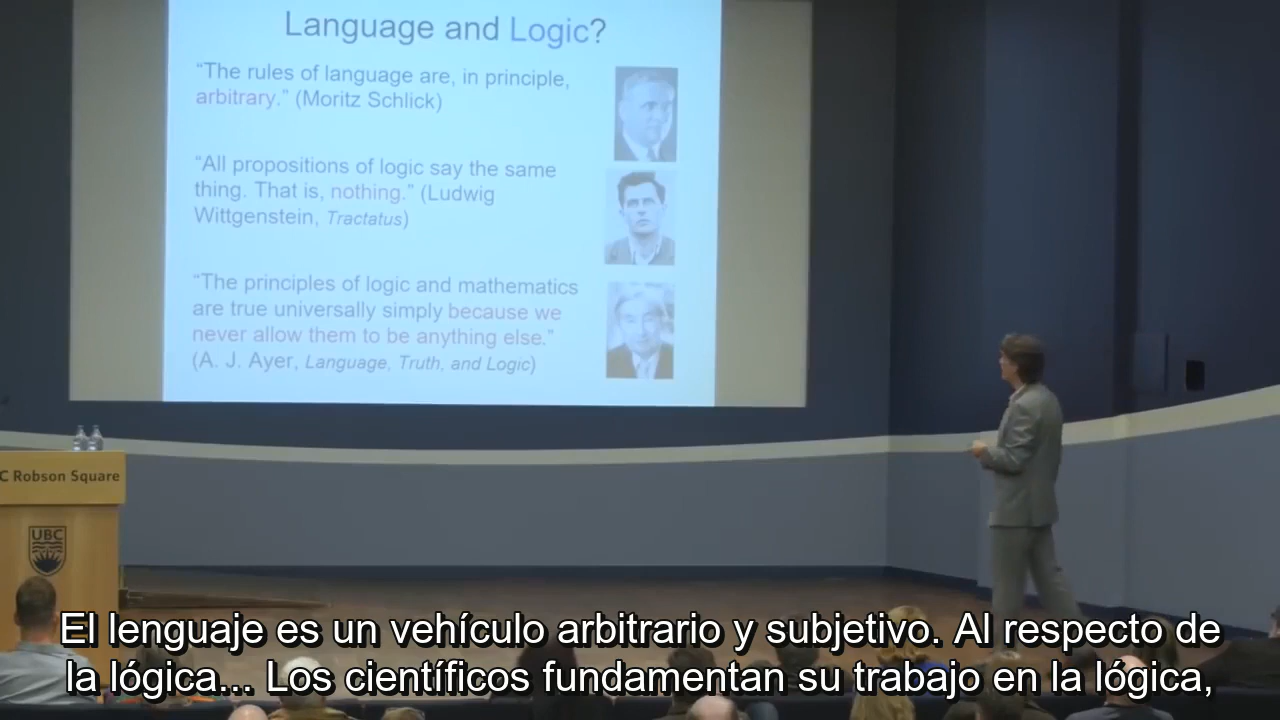 Language and Logic?
“The rules of language are, in principle,
arbitrary.” (Moritz Schlick)
“All propositions of logic say the same
thing. That is, nothing.” (Ludwig
Wittgenstein, Tractatus)
“The principles of logic and mathematics
are true universally simply because we
never allow them to be anything else.”
(A. J. Ayer, Language, Truth, and Logic)
C Robson Square
UBC
El lenguaje es un vehículo arbitrario y subjetivo. Al respecto de
la lógica... Los científicos fundamentan su trabajo en la lógica,